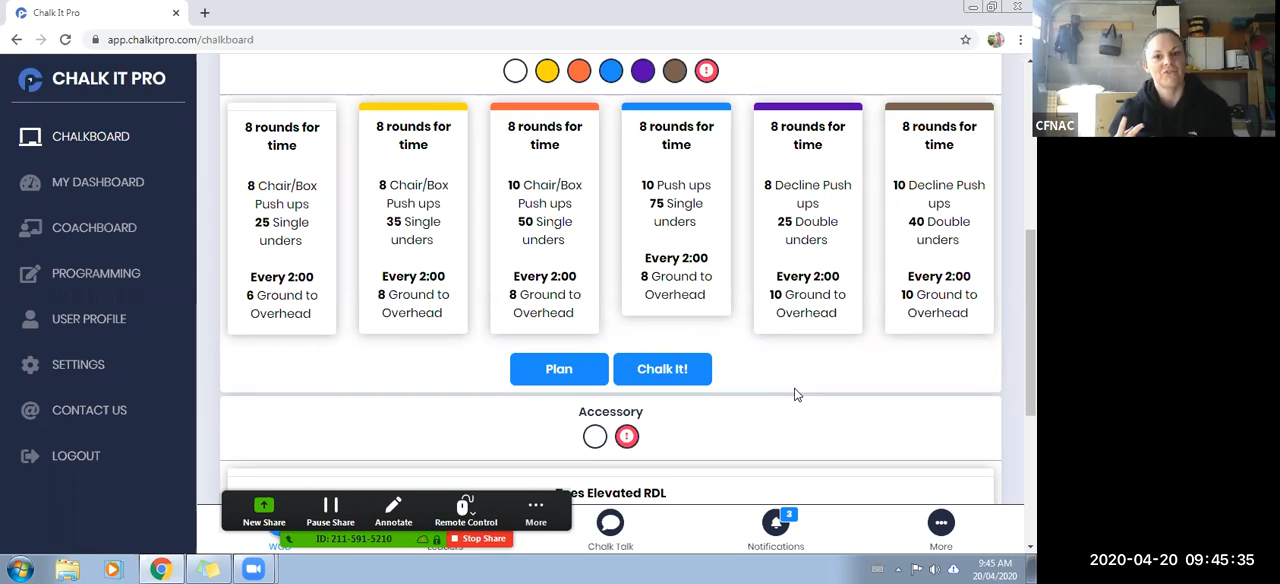 Chalk It Pro
app.chalkitpro.com/chalkboard
CHALK IT PRO
CHALKBOARD
MY DASHBOARD
COACHBOARD
PROGRAMMING
USER PROFILE
SETTINGS
CONTACT US
LOGOUT
8 rounds for
time
8 Chair/Box
Push ups
25 Single
unders
Every 2:00
6 Ground to
Overhead
8 rounds for
time
8 Chair/Box
Push ups
35 Single
unders
Every 2:00
8 Ground to
Overhead
8 rounds for
time
10 Chair/Box
Push ups
50 Single
unders
Every 2:00
8 Ground to
Overhead
8 rounds for
time
10 Push ups
75 Single
unders
Every 2:00
8 Ground to
Overhead
8 rounds for
time
8 Decline Push
ups
25 Double
unders
Every 2:00
10 Ground to
Overhead
8 rounds for
time
10 Decline Push
ups
40 Double
unders
Every 2:00
10 Ground to
Overhead
Plan
Chalk It!
Accessory
Elevated RDL
New Share
Pause Share
Annotate
Remote Control
More
ID: 211-591-5210
Stop Share
Chalk Talk
3
Notifications
More
CFNAC
2020-04-20 09:45:35
9:45 AM
20/04/2020